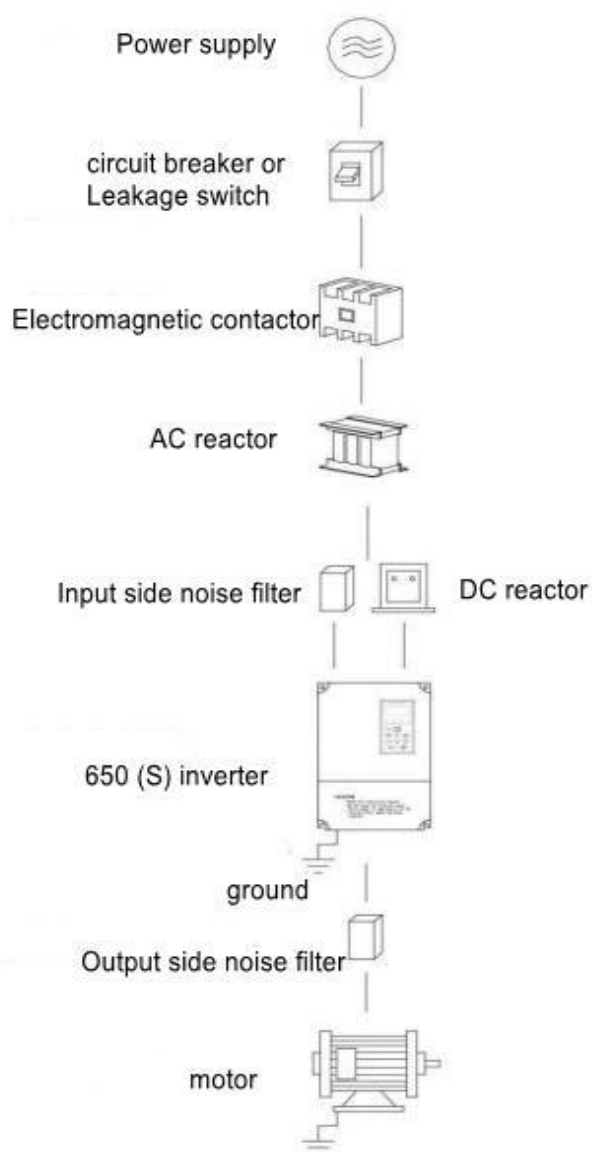 Power supply
circuit breaker or
Leakage switch
Electromagnetic contactor
AC reactor
Input side noise filter
DC reactor
650 (S) inverter
ground
Output side noise filter
motor